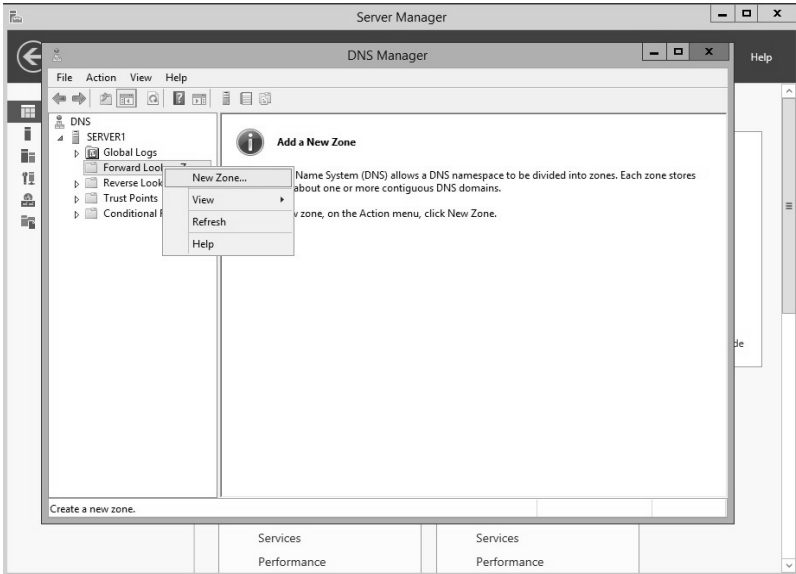 Server Manager
DNS Manager
Help
File Action View Help
DNS
SERVER1
Global Logs
Forward Look
Reverse Look
Trust Points
Conditional F
New Zone...
View
Refresh
Help
Add a New Zone
Name System (DNS) allows a DNS namespace to be divided into zones. Each zone stores
about one or more contiguous DNS domains.
zone, on the Action menu, click New Zone.
de
Create a new zone.
Services
Performance
Services
Performance